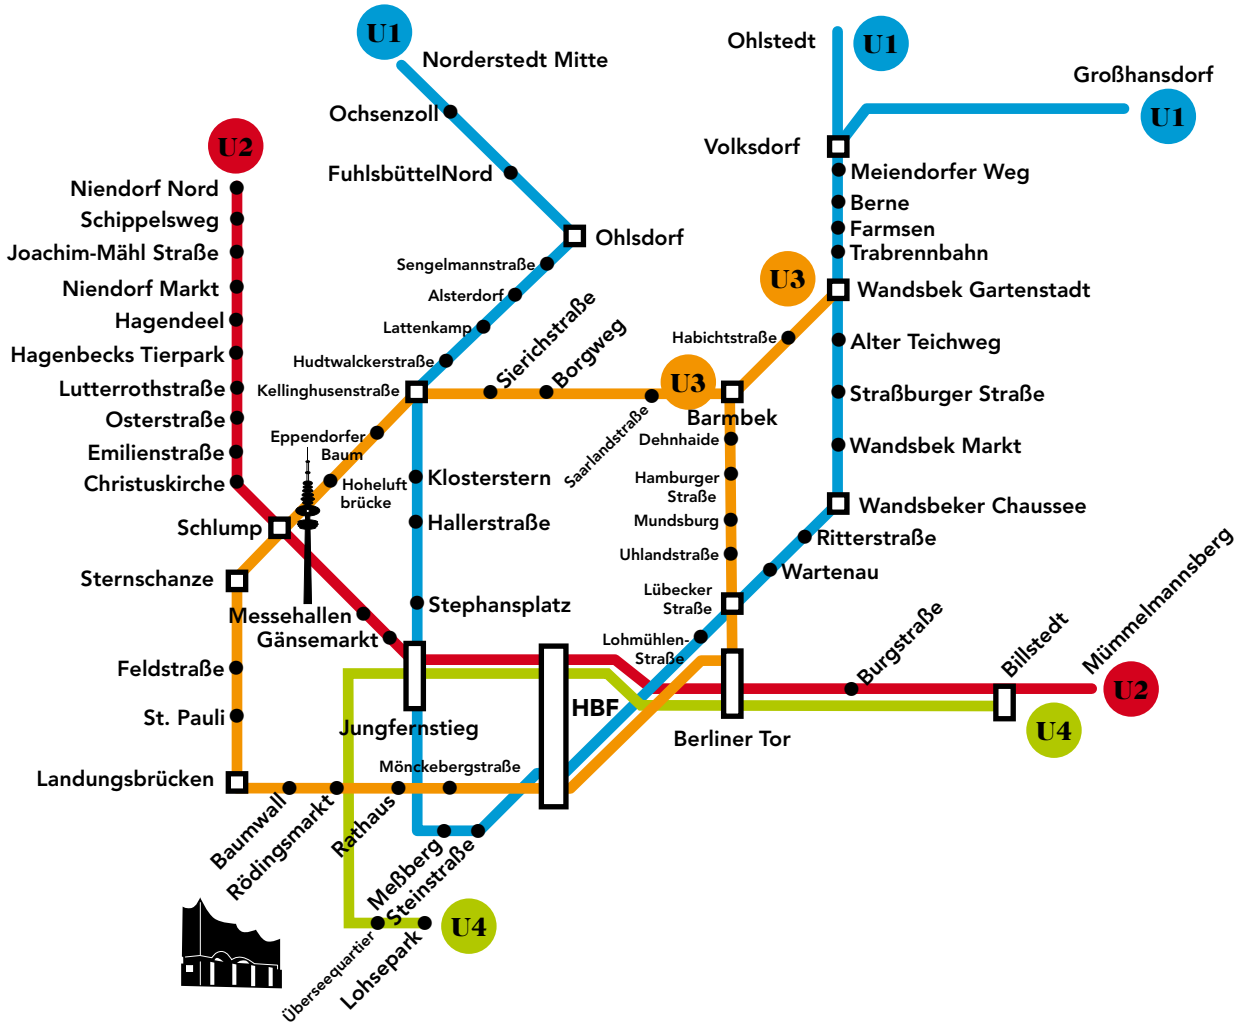 U1
Norderstedt Mitte
Ochsenzoll
FuhlsbüttelNord
Ohlsdorf
Sengelmannstraße
Alsterdorf
Lattenkamp
Hudtwalckerstraße
Kellinghusenstraße
Ohlstedt
U1
Großhansdorf
U1
Volksdorf
Meiendorfer Weg
Berne
Farmsen
Trabrennbahn
U3
Wandsbek Gartenstadt
Habichtstraße
Alter Teichweg
Straßburger Straße
Wandsbek Markt
Wandsbeker Chaussee
Ritterstraße
Wartenau
U2
Niendorf Nord
Schippelsweg
Joachim-Mähl Straße
Niendorf Markt
Hagendeel
Hagenbecks Tierpark
Lutterrothstraße
Osterstraße
Emilienstraße
Christuskirche
Schlump
Sternschanze
Feldstraße
St. Pauli
Landungsbrücken
Eppendorfer
Baum
Hoheluft
brücke
Sierichstraße
Borgweg
Saarlandstraße
U3
Barmbek
Dehnhaide
Hamburger
Straße
Mundsburg
Uhlandstraße
Lübecker
Straße
Lohmühlen-
Straße
Klosterstern
Hallerstraße
Stephansplatz
Messehallen
Gänsemarkt
Jungfernstieg
HBF
Berliner Tor
Burgstraße
Billstedt
Mümmelmannsberg
U2
U4
Mönckebergstraße
Baumwall
Rödingsmarkt
Rathaus
Meßberg
Steinstraße
Überseequartier
Lohsepark
U4